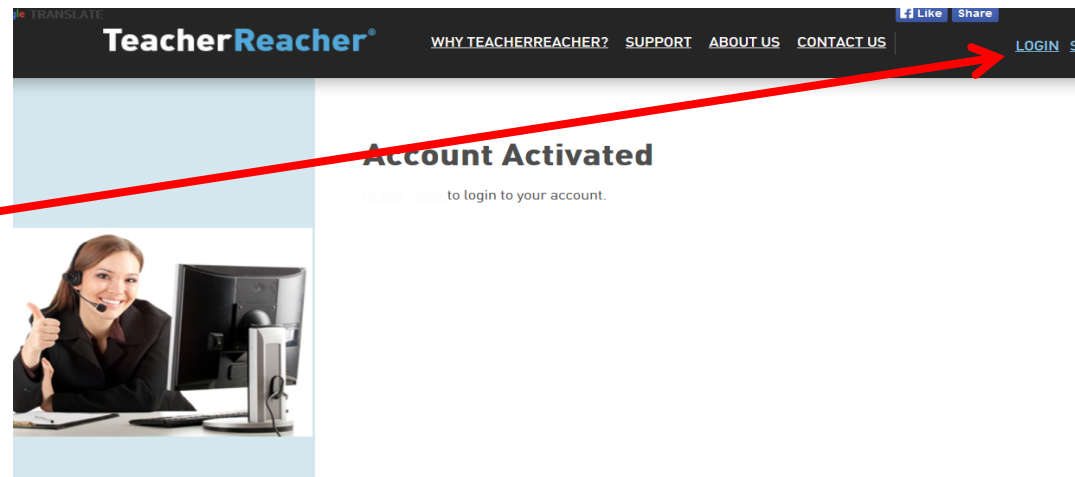 TRANSLATE
Like Share
TeacherReacher®
WHY TEACHERREACHER? SUPPORT ABOUT US CONTACT US
LOGIN
Account Activated
to login to your account.